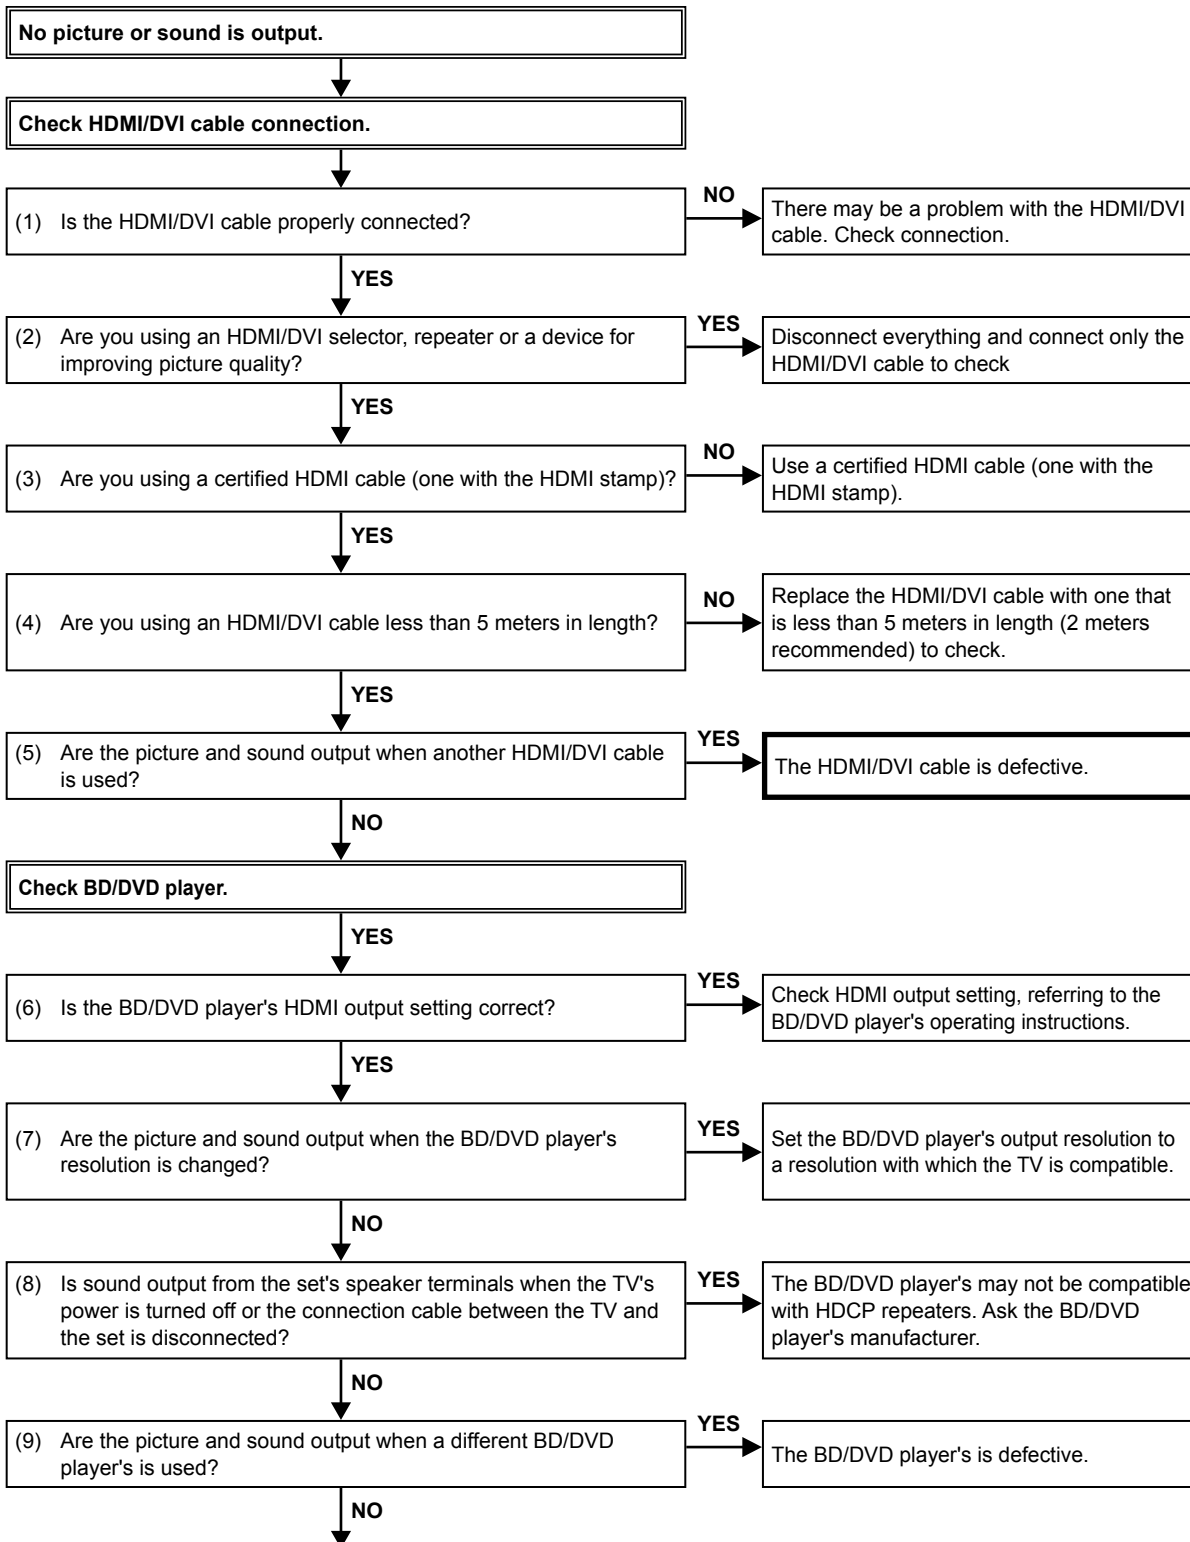 No picture or sound is output.
Check HDMI/DVI cable connection.
(1) Is the HDMI/DVI cable properly connected?
NO
There may be a problem with the HDMI/DVI
cable. Check connection.
YES
(2) Are you using an HDMI/DVI selector, repeater or a device for
improving picture quality?
YES
Disconnect everything and connect only the
HDMI/DVI cable to check
YES
(3) Are you using a certified HDMI cable (one with the HDMI stamp)?
NO
Use a certified HDMI cable (one with the
HDMI stamp).
YES
(4) Are you using an HDMI/DVI cable less than 5 meters in length?
NO
Replace the HDMI/DVI cable with one that
is less than 5 meters in length (2 meters
recommended) to check.
YES
(5) Are the picture and sound output when another HDMI/DVI cable
is used?
YES
The HDMI/DVI cable is defective.
NO
Check BD/DVD player.
YES
(6) Is the BD/DVD player's HDMI output setting correct?
YES
Check HDMI output setting, referring to the
BD/DVD player's operating instructions.
YES
(7) Are the picture and sound output when the BD/DVD player's
resolution is changed?
YES
Set the BD/DVD player's output resolution to
a resolution with which the TV is compatible.
NO
(8) Is sound output from the set's speaker terminals when the TV's
power is turned off or the connection cable between the TV and
the set is disconnected?
YES
The BD/DVD player's may not be compatible
with HDCP repeaters. Ask the BD/DVD
player's manufacturer.
NO
(9) Are the picture and sound output when a different BD/DVD
player's is used?
YES
The BD/DVD player's is defective.
NO